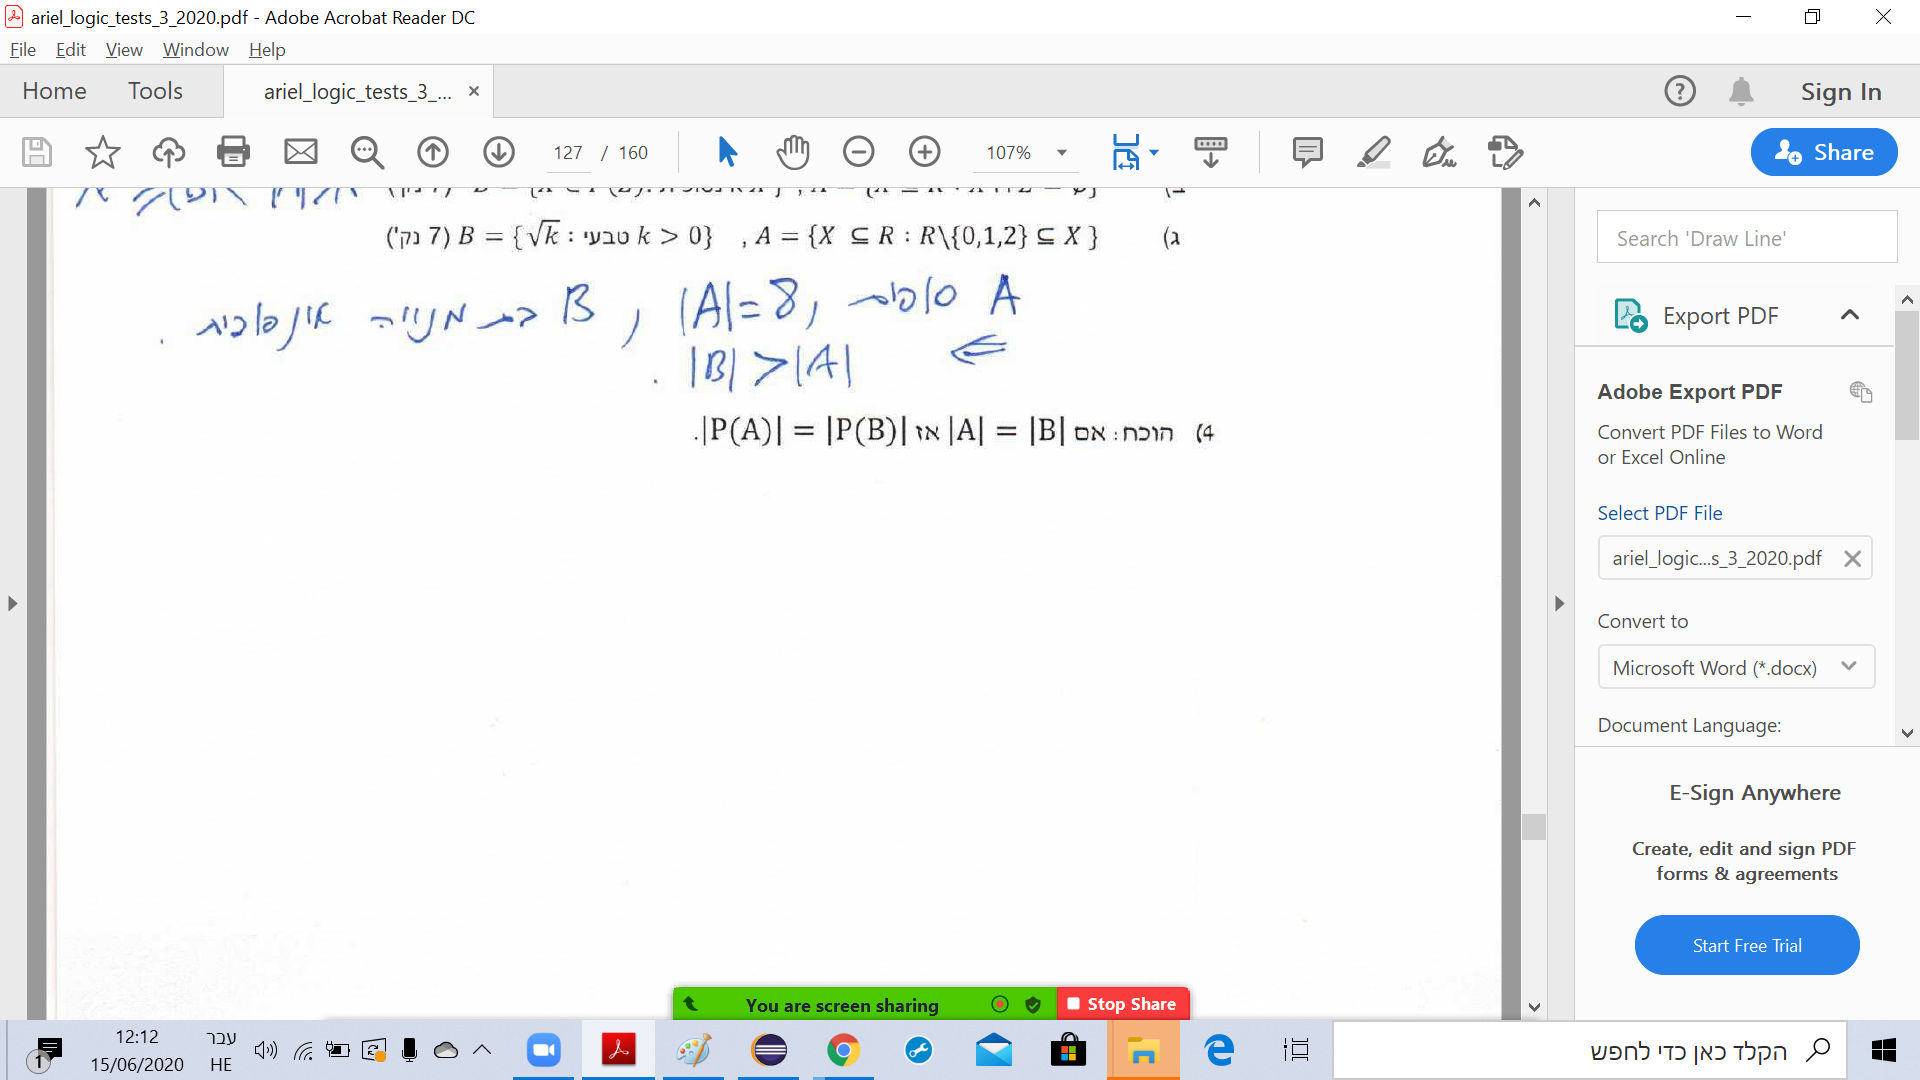 ariel_logic_tests_3_2020.pdf - Adobe Acrobat Reader DC
File Edit View Window Help
Home Tools ariel_logic_tests_3_... × Sign In
127 / 160 107% Share
ג) A = {X ⊆ R : R\{0,1,2} ⊆ X } , B = {√k : טבעי k > 0} (7 נק')
A סופית , |A|=8 , B בת מנייה אינסופית .
⇐ |B| > |A| .
4) הוכח: אם |A| = |B| אז |P(A)| = |P(B)|.
Search 'Draw Line'
Export PDF
Adobe Export PDF
Convert PDF Files to Word
or Excel Online
Select PDF File
ariel_logic...s_3_2020.pdf
Convert to
Microsoft Word (*.docx)
Document Language:
E-Sign Anywhere
Create, edit and sign PDF
forms & agreements
Start Free Trial
You are screen sharing Stop Share
1
12:12
15/06/2020
עבר
HE
הקלד כאן כדי לחפש